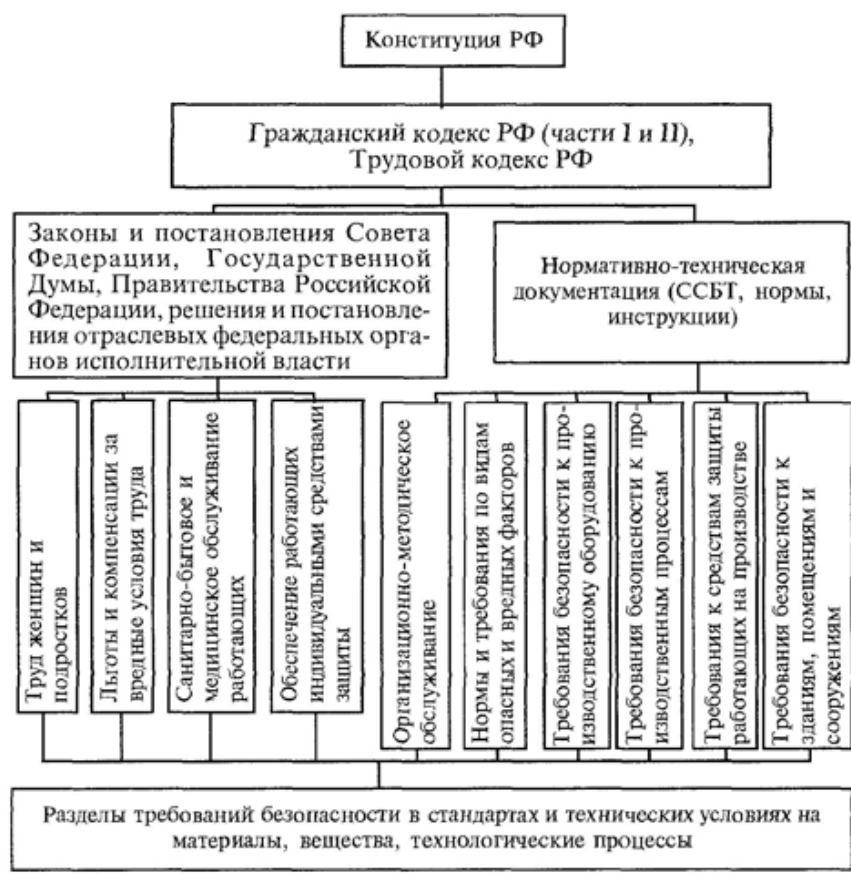 Конституция РФ
Гражданский кодекс РФ (части I и II),
Трудовой кодекс РФ
Законы и постановления Совета
Федерации, Государственной
Думы, Правительства Российской
Федерации, решения и постановле-
ния отраслевых федеральных орга-
нов исполнительной власти
Нормативно-техническая
документация (ССБТ, нормы,
инструкции)
Труд женщин и
подростков
Льготы и компенсации за
вредные условия труда
Санитарно-бытовое и
медицинское обслуживание
работающих
Обеспечение работающих
индивидуальными средствами
защиты
Организационно-методическое
обслуживание
Нормы и требования по видам
опасных и вредных факторов
Требования безопасности к про-
изводственному оборудованию
Требования безопасности к про-
изводственным процессам
Требования к средствам защиты
работающих на производстве
Требования безопасности к
зданиям, помещениям и
сооружениям
Разделы требований безопасности в стандартах и технических условиях на
материалы, вещества, технологические процессы